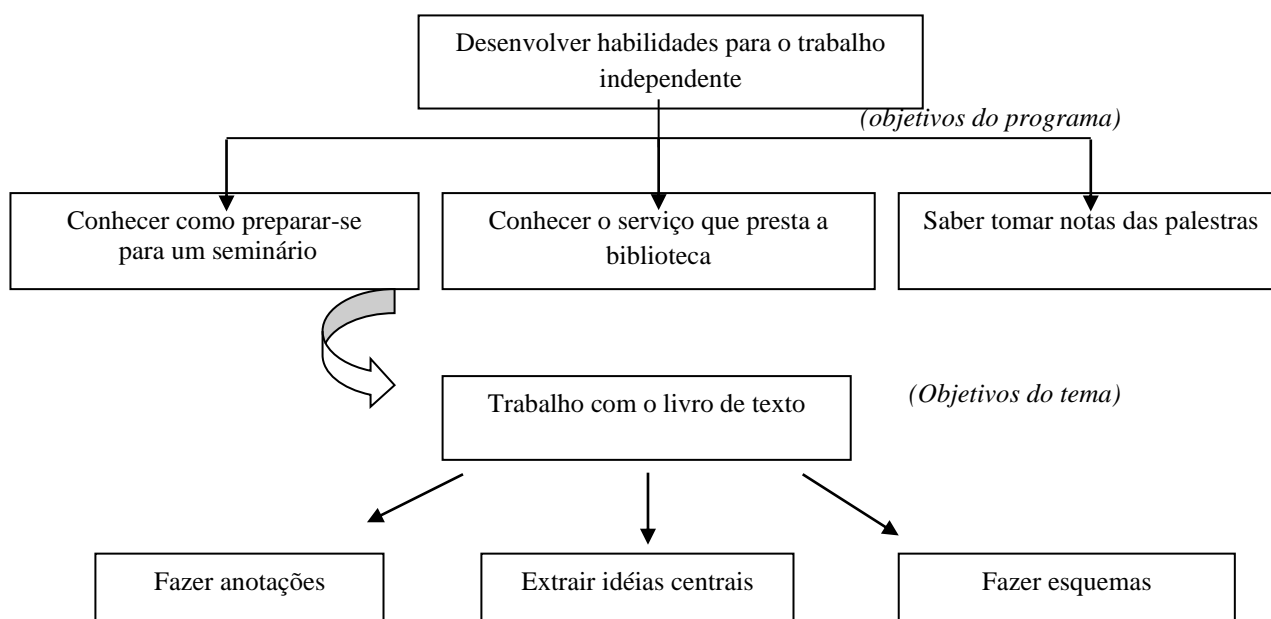 Desenvolver habilidades para o trabalho
independente
(objetivos do programa)
Conhecer como preparar-se
para um seminário
Conhecer o serviço que presta a
biblioteca
Saber tomar notas das palestras
Trabalho com o livro de texto
(Objetivos do tema)
Fazer anotações
Extrair idéias centrais
Fazer esquemas